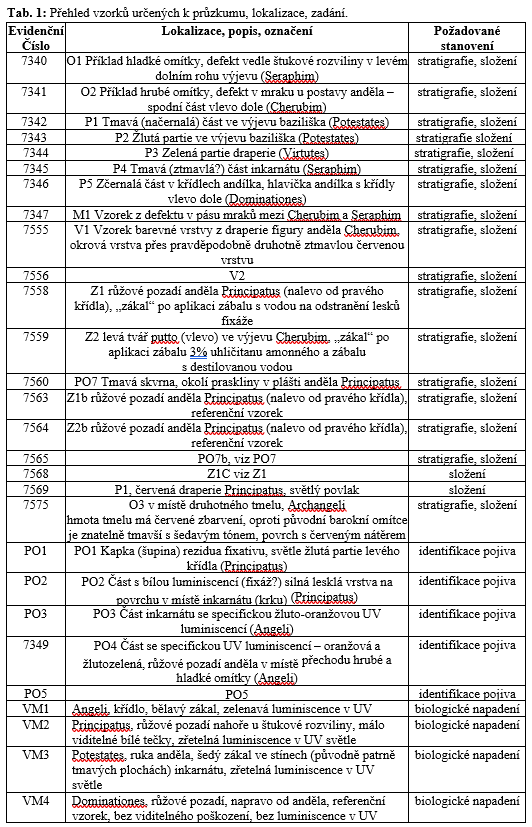 Tab. 1: Přehled vzorků určených k průzkumu, lokalizace, zadání.
Evidenční Číslo	Lokalizace, popis, označení	Požadované stanovení
7340	O1 Příklad hladké omítky, defekt vedle štukové rozviliny v levém	stratigrafie, složení
dolním rohu výjevu (Seraphim)
7341	O2 Příklad hrubé omítky, defekt v mraku u postavy anděla –	stratigrafie, složení
spodní část vlevo dole (Cherubim)
7342	P1 Tmavá (načernalá) část ve výjevu baziliška (Potestates)	stratigrafie, složení
7343	P2 Žlutá partie ve výjevu baziliška (Potestates)	stratigrafie složení
7344	P3 Zelená partie draperie (Virtutes)	stratigrafie, složení
7345	P4 Tmavá (ztmavlá?) část inkarnátu (Seraphim)	stratigrafie, složení
7346	P5 Zčernalá část v křídlech andílka, hlavička andílka s křídly	stratigrafie, složení
vlevo dole (Dominationes)
7347	M1 Vzorek z defektu v pásu mraků mezi Cherubim a Seraphim	stratigrafie, složení
7555	V1 Vzorek barevné vrstvy z draperie figury anděla Cherubim,	stratigrafie, složení
okrová vrstva přes pravděpodobně druhotně ztmavlou červenou
vrstvu
7556	V2	stratigrafie, složení
7558	Z1 růžové pozadí anděla Principatus (nalevo od pravého	stratigrafie, složení
křídla), „zákal“ po aplikaci zábalu s vodou na odstranění lesků
fixáže
7559	Z2 levá tvář putto (vlevo) ve výjevu Cherubim, „zákal“ po	stratigrafie, složení
aplikaci zábalu 3% uhličitanu amonného a zábalu
s destilovanou vodou
7560	PO7 Tmavá skvrna, okolí praskliny v plášti anděla Principatus	stratigrafie, složení
7563	Z1b růžové pozadí anděla Principatus (nalevo od pravého křídla),	stratigrafie, složení
referenční vzorek
7564	Z2b růžové pozadí anděla Principatus (nalevo od pravého křídla),	stratigrafie, složení
referenční vzorek
7565	PO7b, viz PO7	stratigrafie, složení
7568	Z1C viz Z1	složení
7569	P1, červená draperie Principatus, světlý povlak	složení
7575	O3 v místě druhotného tmelu, Archangeli	stratigrafie, složení
hmota tmelu má červené zbarvení, oproti původní barokní omítce
je znatelně tmavší s šedavým tónem, povrch s červeným nátěrem
PO1	PO1 Kapka (šupina) rezidua fixativu, světle žlutá partie levého	identifikace pojiva
křídla (Principatus)
PO2	PO2 Část s bílou luminiscencí (fixáž?) silná lesklá vrstva na	identifikace pojiva
povrchu v místě inkarnátu (krku) (Principatus)
PO3	PO3 Část inkarnátu se specifickou žluto-oranžovou UV	identifikace pojiva
luminiscencí (Angeli)
7349	PO4 Část se specifickou UV luminiscencí – oranžová a	identifikace pojiva
žlutozelená, růžové pozadí anděla v místě přechodu hrubé a
hladké omítky (Angeli)
PO5	PO5	identifikace pojiva
VM1	Angeli, křídlo, bělavý zákal, zelenavá luminiscence v UV	biologické napadení
VM2	Principatus, růžové pozadí nahoře u štukové rozviliny, málo	biologické napadení
viditelné bílé tečky, zřetelná luminiscence v UV světle
VM3	Potestates, ruka anděla, šedý zákal ve stínech (původně patrně	biologické napadení
tmavých plochách) inkarnátu, zřetelná luminiscence v UV
světle
VM4	Dominationes, růžové pozadí, napravo od anděla, referenční	biologické napadení
vzorek, bez viditelného poškození, bez luminiscence v UV